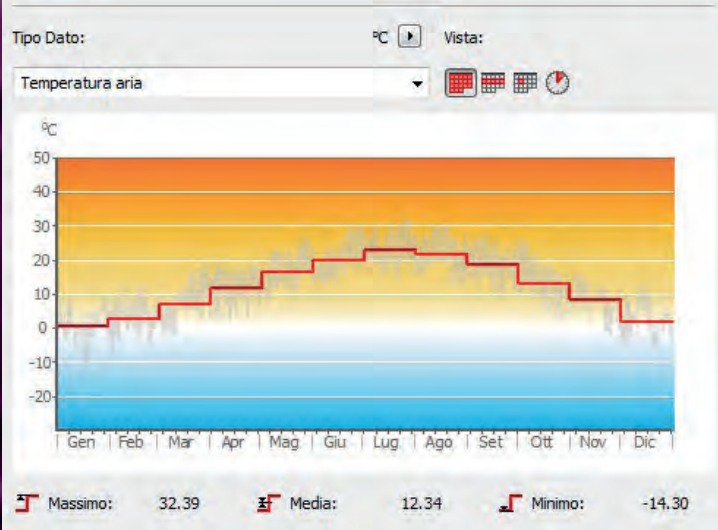 Tipo Dato: ºC Vista:
Temperatura aria
ºC
50
40
30
20
10
0
-10
-20
Gen Feb Mar Apr Mag Giu Lug Ago Set Ott Nov Dic
Massimo: 32.39 Media: 12.34 Minimo: -14.30